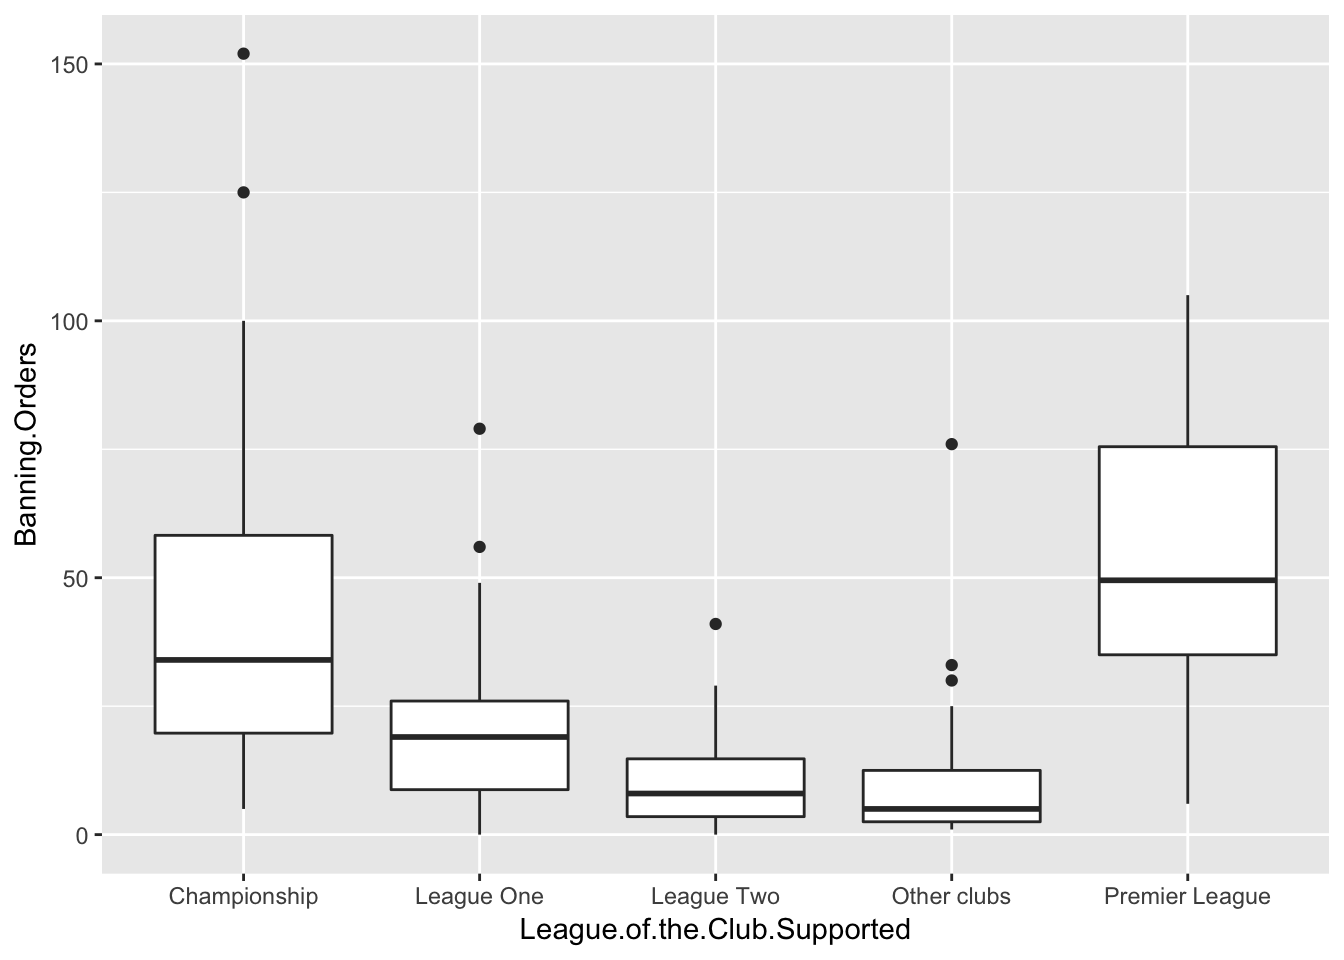 150
100
50
0
Banning.Orders
Championship League One League Two Other clubs Premier League
League.of.the.Club.Supported